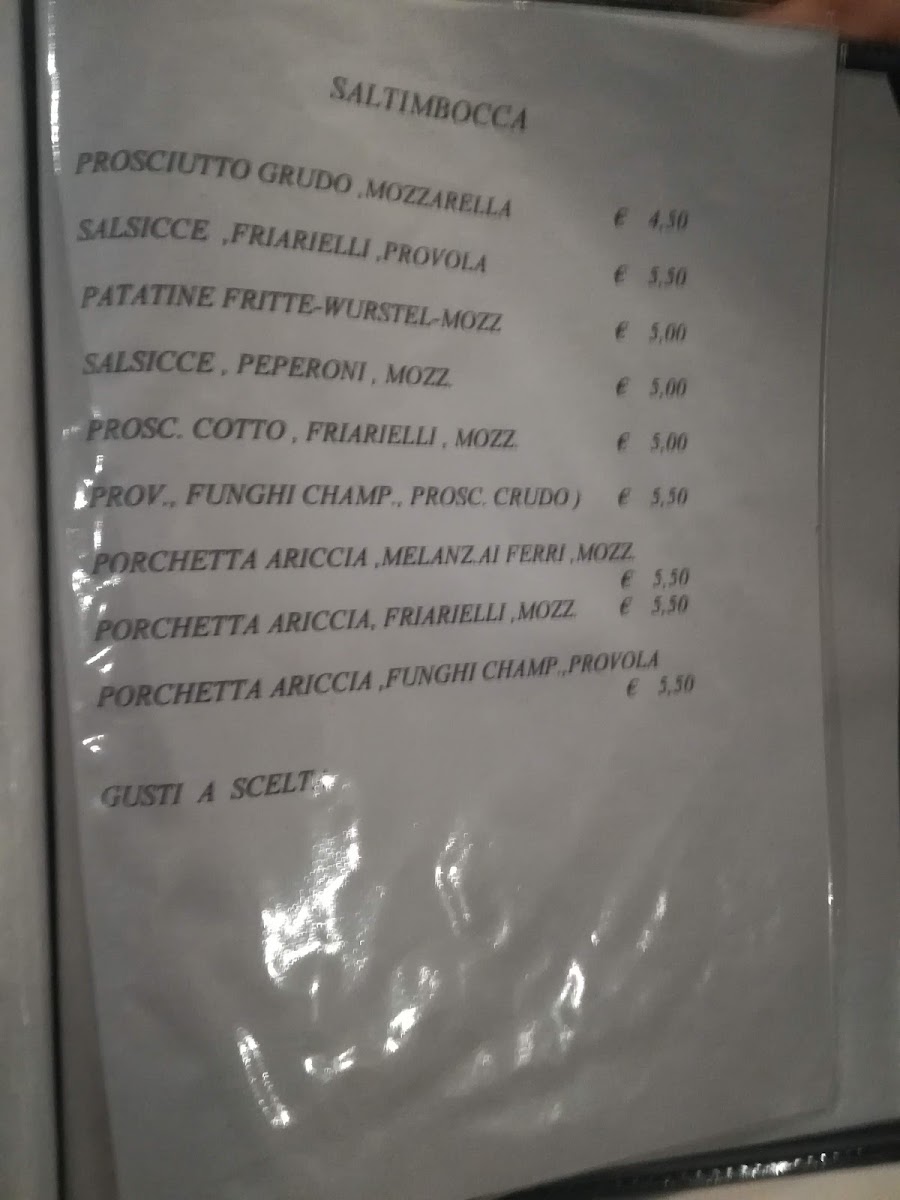 SALTIMBOCCA
PROSCIUTTO GRUDO ,MOZZARELLA € 4,50
SALSICCE ,FRIARIELLI ,PROVOLA € 5,50
PATATINE FRITTE-WURSTEL-MOZZ € 5,00
SALSICCE , PEPERONI , MOZZ. € 5,00
PROSC. COTTO , FRIARIELLI , MOZZ. € 5,00
PROV., FUNGHI CHAMP., PROSC. CRUDO ) € 5,50
PORCHETTA ARICCIA ,MELANZ.AI FERRI ,MOZZ.
€ 5,50
PORCHETTA ARICCIA, FRIARIELLI ,MOZZ. € 5,50
PORCHETTA ARICCIA ,FUNGHI CHAMP.,PROVOLA
€ 5,50
GUSTI A